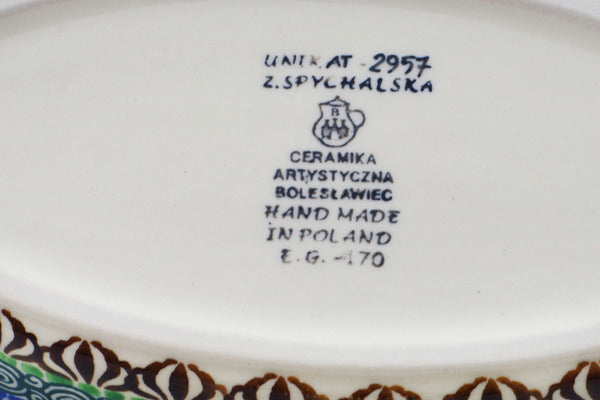 UNIKAT -2957
Z.SPYCHALSKA
B
CERAMIKA
ARTYSTYCZNA
BOLESŁAWIEC
HAND MADE
IN POLAND
E.G. -170